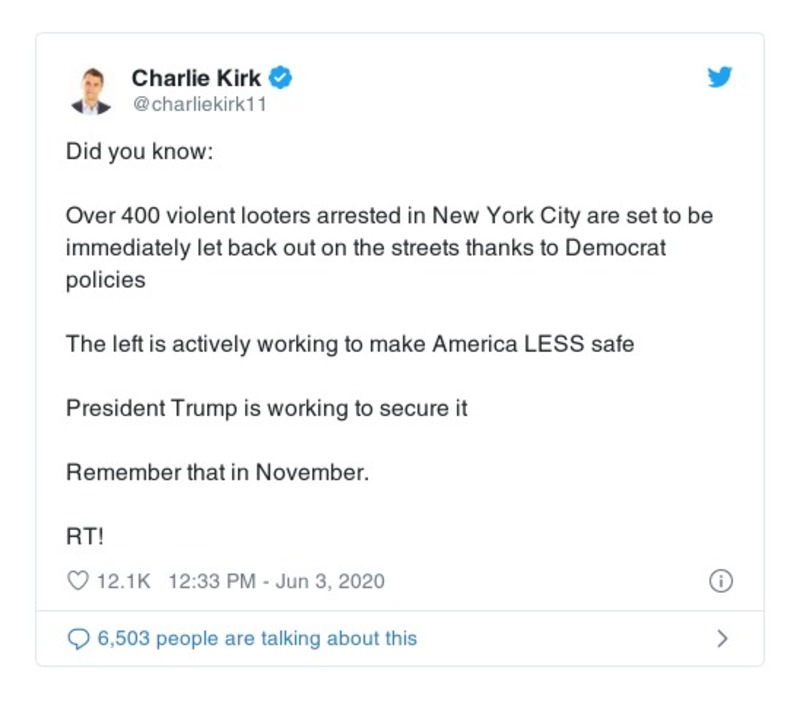 Charlie Kirk
@charliekirk11
Did you know:
Over 400 violent looters arrested in New York City are set to be
immediately let back out on the streets thanks to Democrat
policies
The left is actively working to make America LESS safe
President Trump is working to secure it
Remember that in November.
RT!
12.1K 12:33 PM - Jun 3, 2020
6,503 people are talking about this